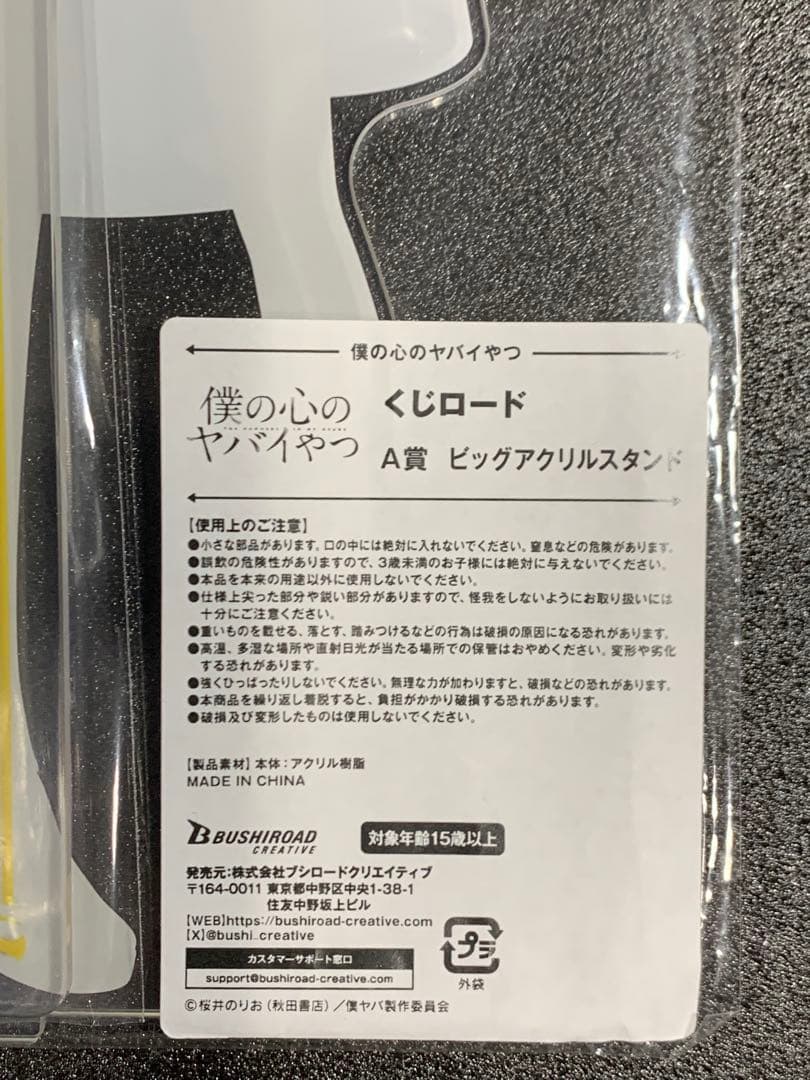 僕の心のヤバイやつ
僕の心の
ヤバイやつ
くじロード
A賞 ビッグアクリルスタンド
【使用上のご注意】
●小さな部品があります。口の中には絶対に入れないでください。窒息などの危険があります。
●誤飲の危険性がありますので、3歳未満のお子様には絶対に与えないでください。
●本品を本来の用途以外に使用しないでください。
●仕様上尖った部分や鋭い部分がありますので、怪我をしないようにお取り扱いには
十分にご注意ください。
●重いものを載せる、落とす、踏みつけるなどの行為は破損の原因になる恐れがあります。
●高温、多湿な場所や直射日光が当たる場所での保管はおやめください。変形や劣化
する恐れがあります。
●強くひっぱったりしないでください。無理な力が加わりますと、破損などの恐れがあります。
●本商品を繰り返し着脱すると、負担がかかり破損する恐れがあります。
●破損及び変形したものは使用しないでください。
【製品素材】本体:アクリル樹脂
MADE IN CHINA
BUSHIROAD
CREATIVE
対象年齢15歳以上
発売元:株式会社ブシロードクリエイティブ
〒164-0011 東京都中野区中央1-38-1
住友中野坂上ビル
【WEB】https://bushiroad-creative.com
【X】@bushi_creative
カスタマーサポート窓口
support@bushiroad-creative.com
プラ
外袋
©桜井のりお(秋田書店)/僕ヤバ製作委員会